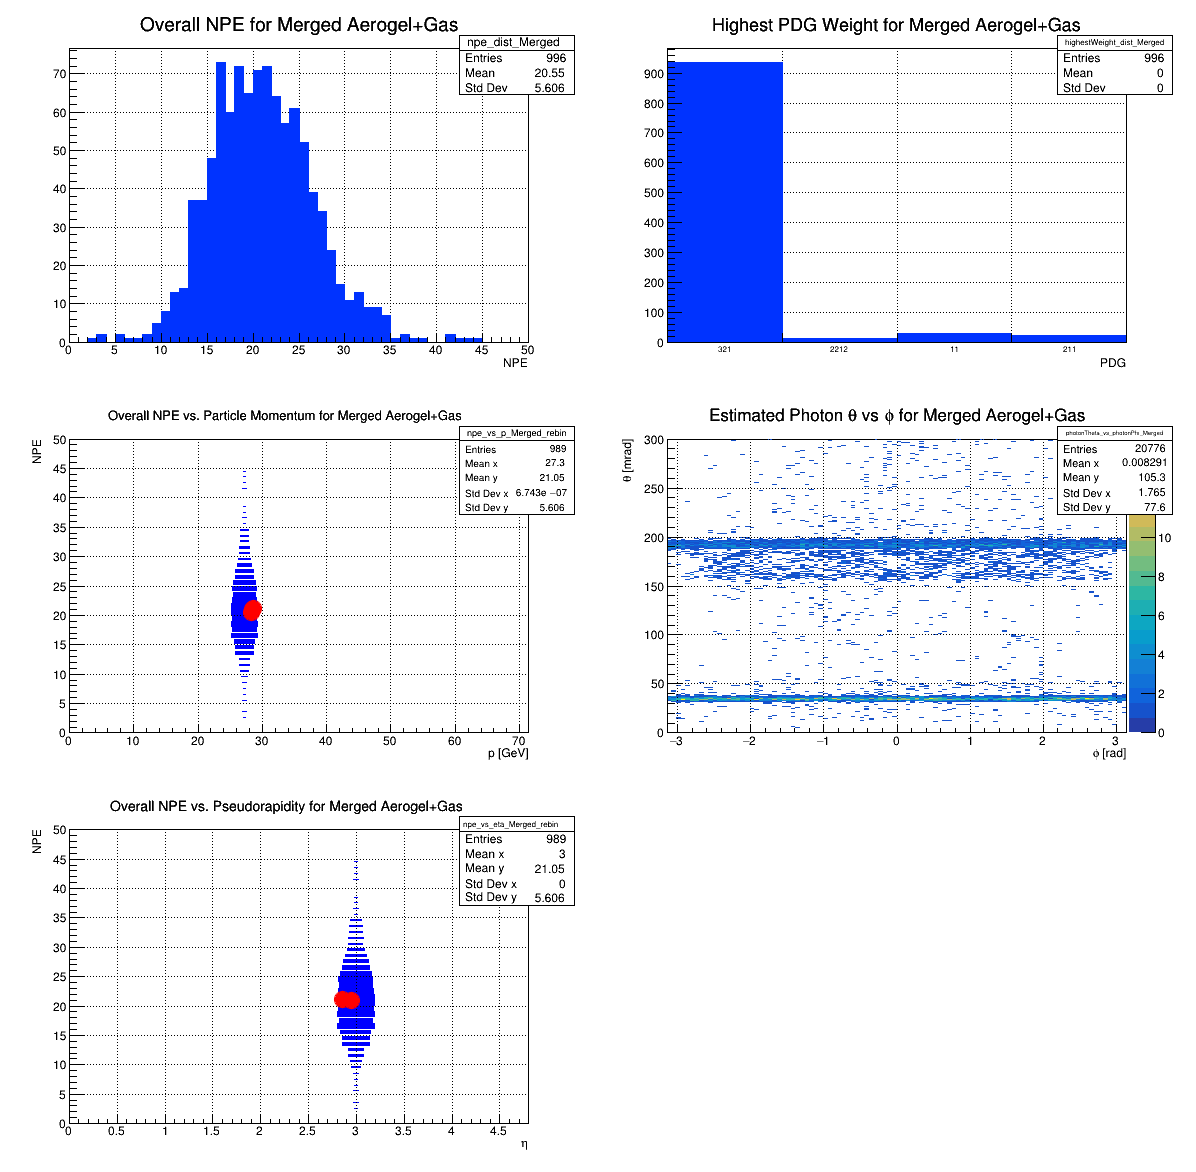 Overall NPE for Merged Aerogel+Gas
npe_dist_Merged
Entries 996
Mean 20.55
Std Dev 5.606
70
60
50
40
30
20
10
0
0 5 10 15 20 25 30 35 40 45 50
NPE
Highest PDG Weight for Merged Aerogel+Gas
highestWeight_dist_Merged
Entries 996
Mean 0
Std Dev 0
900
800
700
600
500
400
300
200
100
0
321 2212 11 211
PDG
Overall NPE vs. Particle Momentum for Merged Aerogel+Gas
npe_vs_p_Merged_rebin
Entries 989
Mean x 27.3
Mean y 21.05
Std Dev x 6.743e −07
Std Dev y 5.606
NPE
50
45
40
35
30
25
20
15
10
5
0
0 10 20 30 40 50 60 70
p [GeV]
Estimated Photon θ vs ϕ for Merged Aerogel+Gas
photonTheta_vs_photonPhi_Merged
Entries 20776
Mean x 0.008291
Mean y 105.3
Std Dev x 1.765
Std Dev y 77.6
θ [mrad]
300
250
200
150
100
50
0
−3 −2 −1 0 1 2 3
ϕ [rad]
10
8
6
4
2
0
Overall NPE vs. Pseudorapidity for Merged Aerogel+Gas
npe_vs_eta_Merged_rebin
Entries 989
Mean x 3
Mean y 21.05
Std Dev x 0
Std Dev y 5.606
NPE
50
45
40
35
30
25
20
15
10
5
0
0 0.5 1 1.5 2 2.5 3 3.5 4 4.5
η